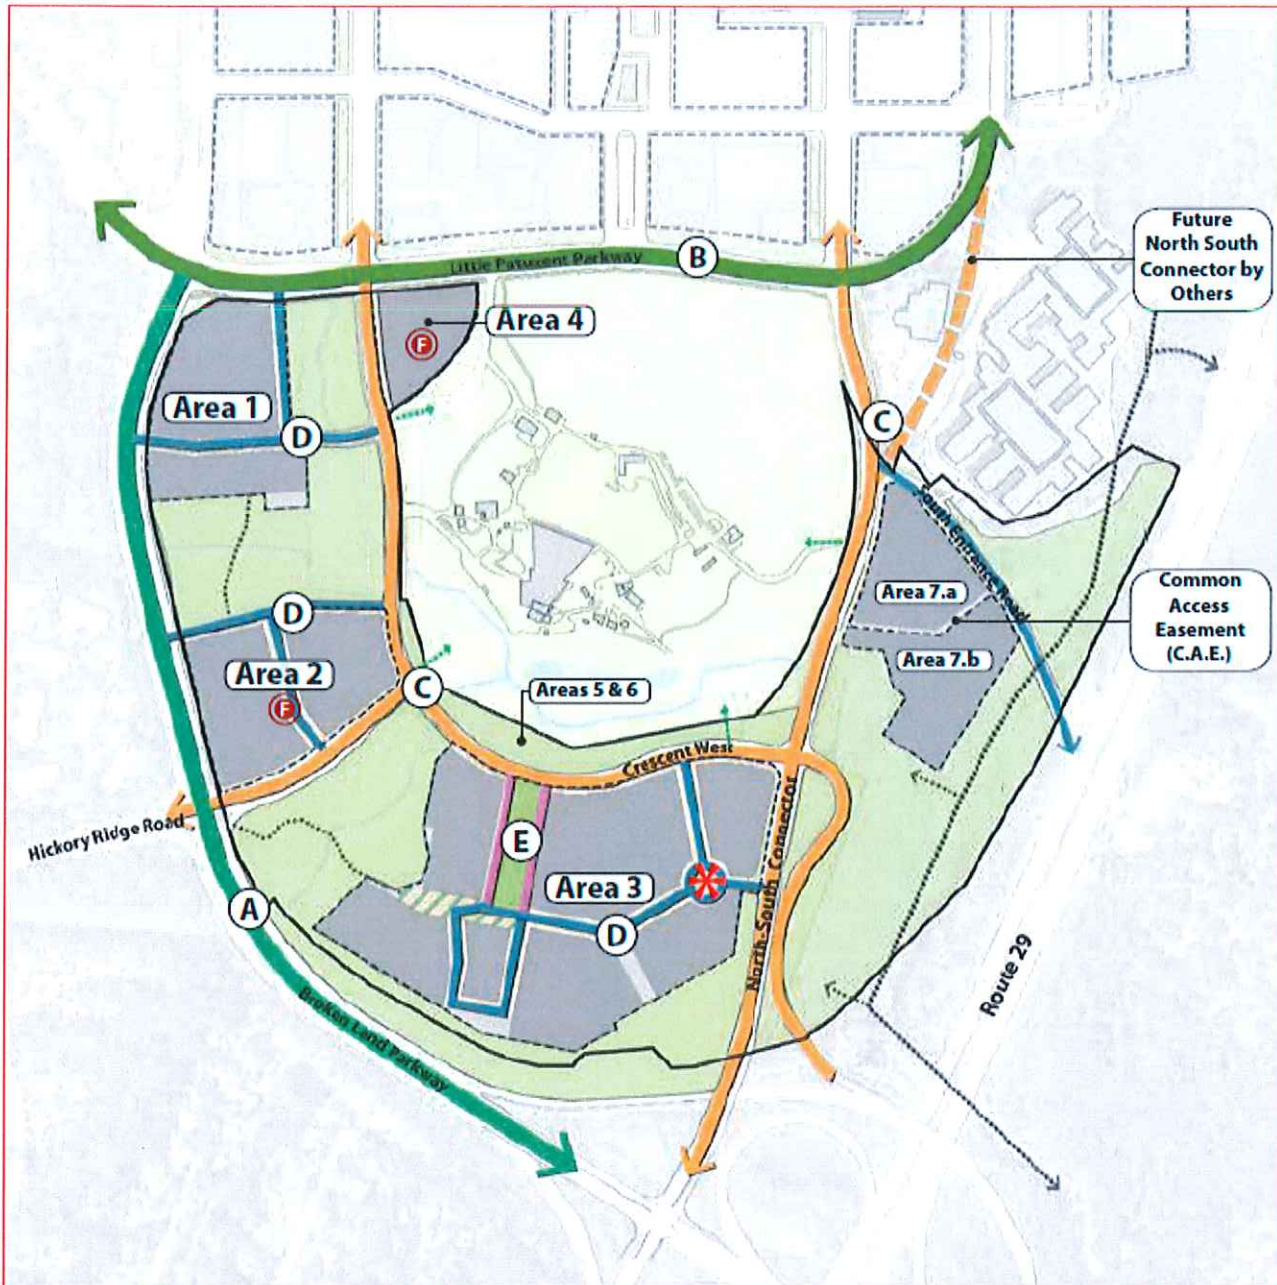 Future
North South
Connector by
Others
Little Patuxent Parkway
B
Area 4
F
Area 1
C
D
South Entrance Road
Area 7.a
Common
Access
Easement
(C.A.E.)
D
Area 7.b
Area 2
C
Areas 5 & 6
F
Crescent West
Hickory Ridge Road
E
North-South Connector
Area 3
A
D
Route 29
Broken Land Parkway